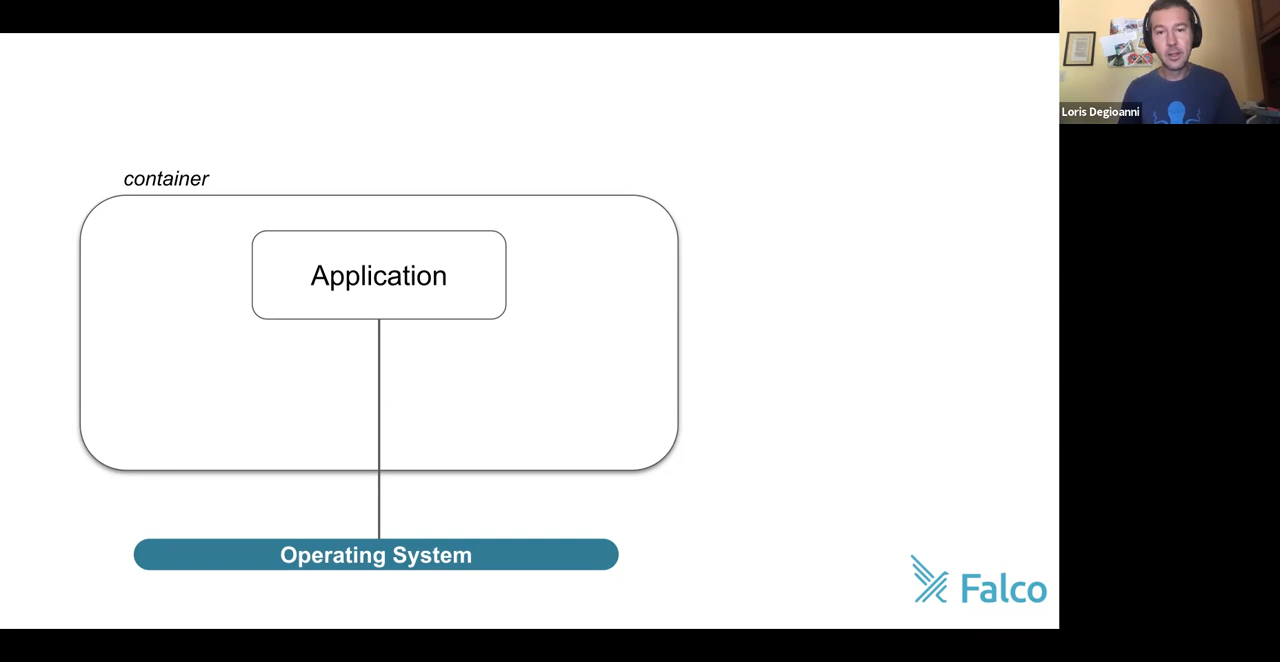 container
Application
Operating System
Falco
Loris Degioanni